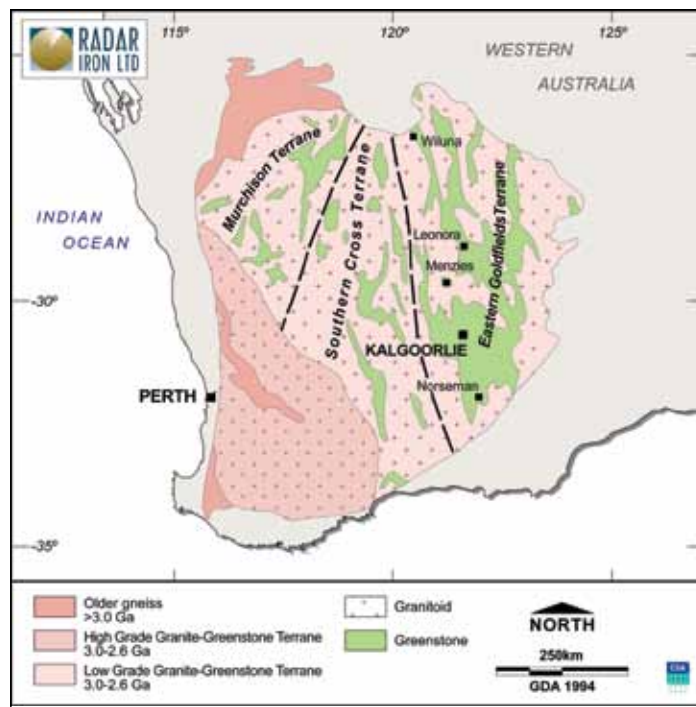 RADAR
IRON LTD
115º
120º
125º
WESTERN
AUSTRALIA
Wiluna
Murchison Terrane
Southern Cross Terrane
Eastern Goldfields Terrane
INDIAN
OCEAN
Leonora
Menzies
-30º
KALGOORLIE
PERTH
Norseman
-35º
Older gneiss
>3.0 Ga
High Grade Granite-Greenstone Terrane
3.0-2.6 Ga
Low Grade Granite-Greenstone Terrane
3.0-2.6 Ga
Granitoid
Greenstone
NORTH
250km
GDA 1994